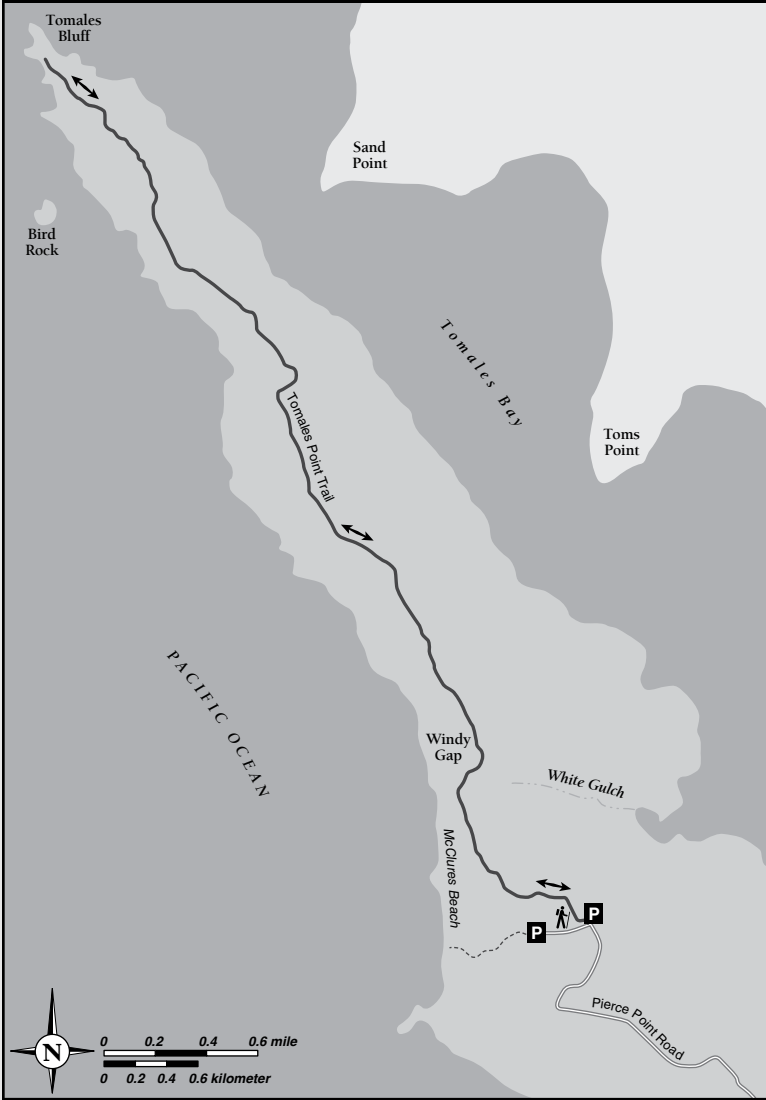 Tomales
Bluff
Sand
Point
Bird
Rock
Tomales Bay
Tomales Point Trail
Toms
Point
PACIFIC OCEAN
Windy
Gap
White Gulch
McClures Beach
P
P
Pierce Point Road
N
0 0.2 0.4 0.6 mile
0 0.2 0.4 0.6 kilometer